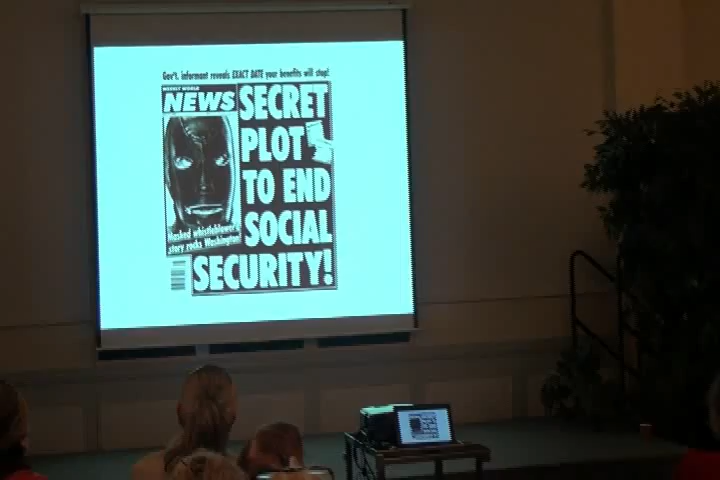 Gov't. informant reveals EXACT DATE your benefits will stop!
WEEKLY WORLD
NEWS
SECRET
PLOT
TO END
SOCIAL
SECURITY!
Masked whistleblower's
story rocks Washington!